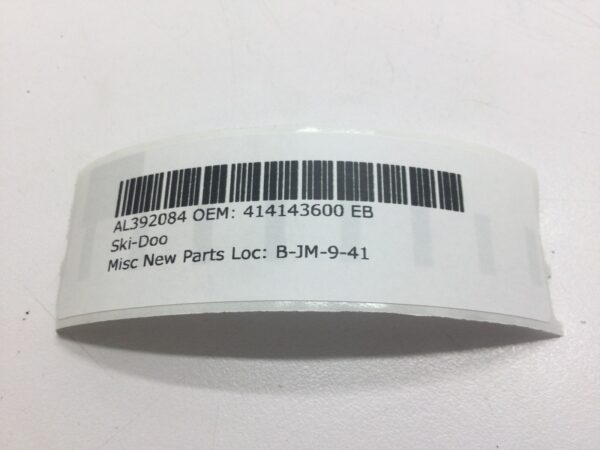 AL392084 OEM: 414143600 EB
Ski-Doo
Misc New Parts Loc: B-JM-9-41